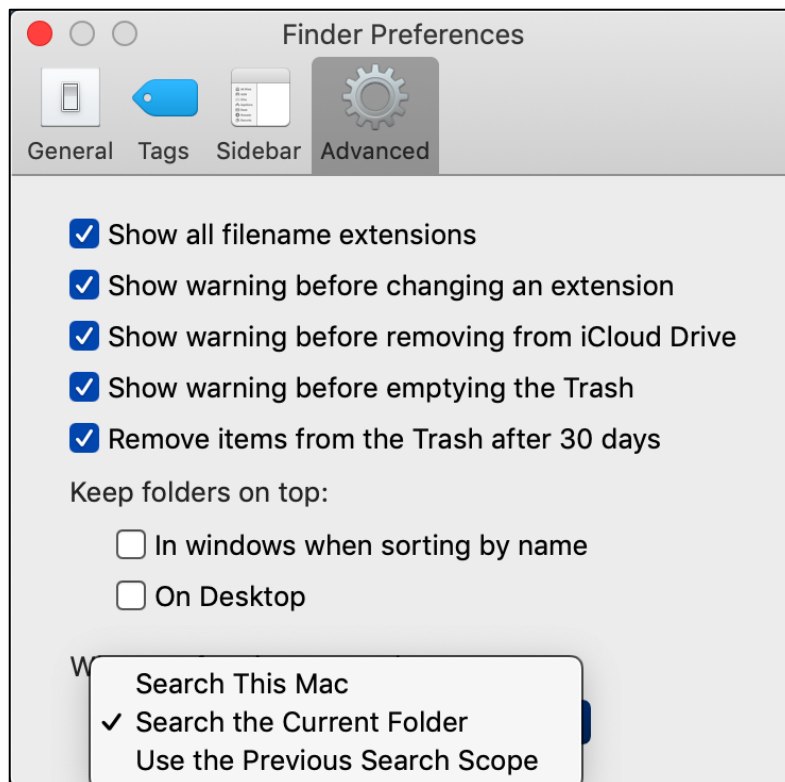 Finder Preferences
General Tags Sidebar Advanced
Show all filename extensions
Show warning before changing an extension
Show warning before removing from iCloud Drive
Show warning before emptying the Trash
Remove items from the Trash after 30 days
Keep folders on top:
In windows when sorting by name
On Desktop
Search This Mac
Search the Current Folder
Use the Previous Search Scope